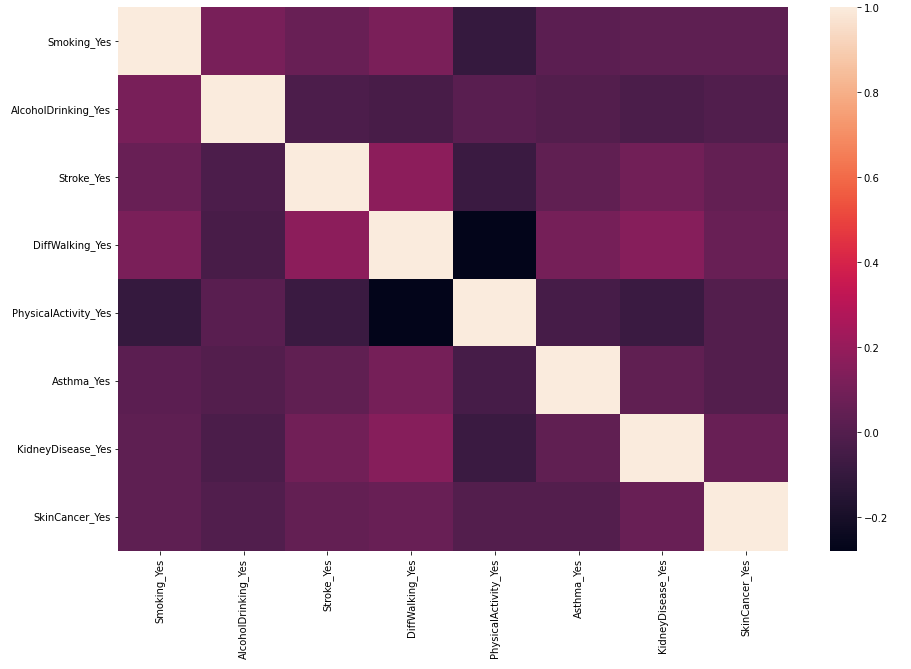 Smoking_Yes
AlcoholDrinking_Yes
Stroke_Yes
DiffWalking_Yes
PhysicalActivity_Yes
Asthma_Yes
KidneyDisease_Yes
SkinCancer_Yes
Smoking_Yes
AlcoholDrinking_Yes
Stroke_Yes
DiffWalking_Yes
PhysicalActivity_Yes
Asthma_Yes
KidneyDisease_Yes
SkinCancer_Yes
1.0
0.8
0.6
0.4
0.2
0.0
−0.2